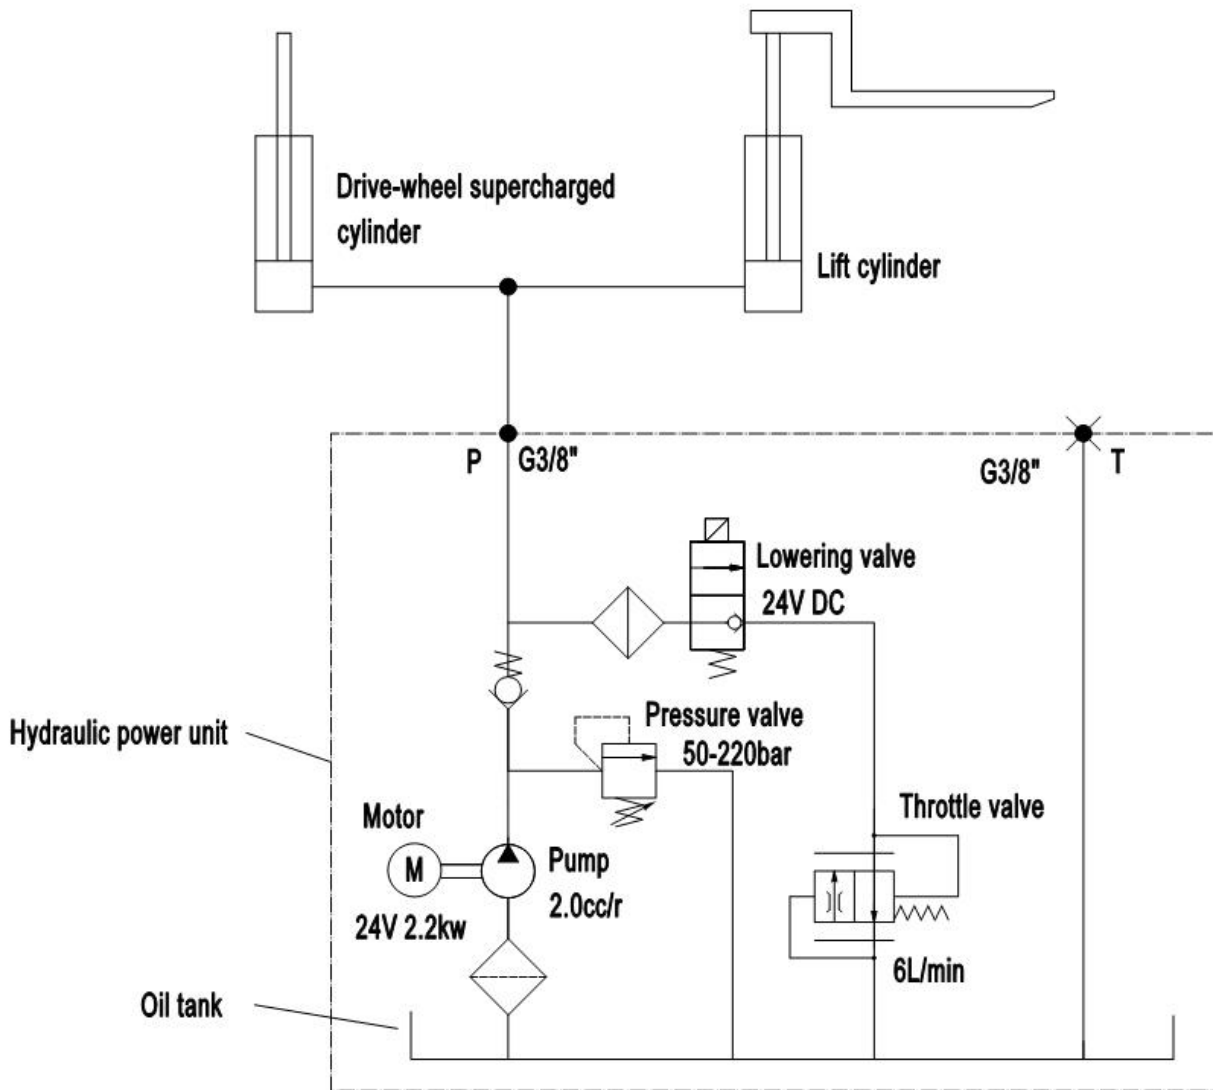 Drive-wheel supercharged
cylinder
Lift cylinder
P
G3/8"
G3/8"
T
Lowering valve
24V DC
Hydraulic power unit
Pressure valve
50-220bar
Motor
M
24V 2.2kw
Pump
2.0cc/r
Throttle valve
6L/min
Oil tank